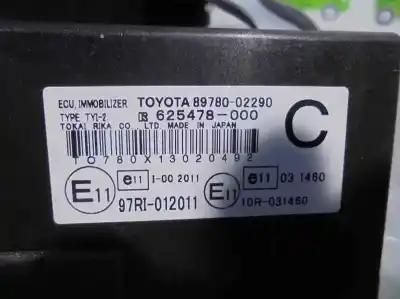 ECU, IMMOBILIZER TOYOTA 89780-02290
TYPE TYI-2 625478-000
TOKAI RIKA CO., LTD. MADE IN JAPAN
C
TO780X13020492
E11 e11 I-00 2011 E11 e11 03 1460
97RI-012011 10R-031460